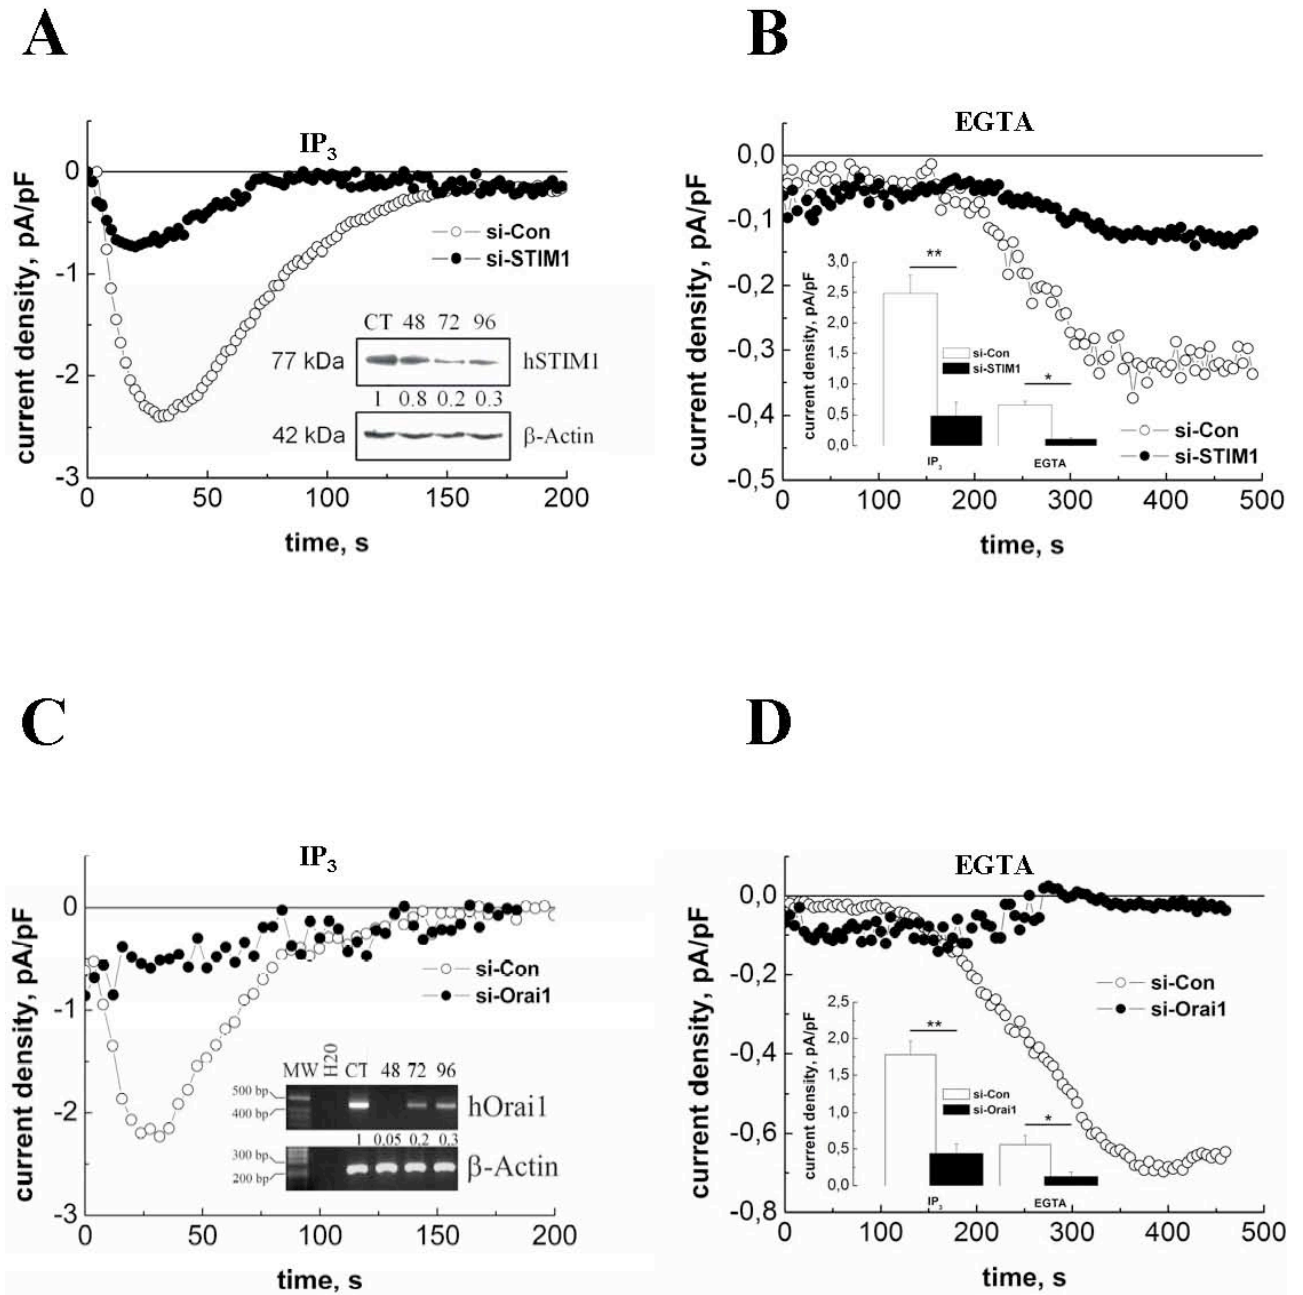 A
IP3
0
-1
-2
-3
current density, pA/pF
si-Con
si-STIM1
CT 48 72 96
77 kDa
hSTIM1
1 0.8 0.2 0.3
42 kDa
β-Actin
0 50 100 150 200
time, s
B
EGTA
0,0
-0,1
-0,2
-0,3
-0,4
-0,5
current density, pA/pF
3,0
2,5
2,0
1,5
1,0
0,5
0,0
current density, pA/pF
**
si-Con
si-STIM1
*
IP3
EGTA
si-Con
si-STIM1
0 100 200 300 400 500
time, s
C
IP3
0
-1
-2
-3
current density, pA/pF
si-Con
si-Orai1
MW H20 CT 48 72 96
500 bp
400 bp
hOrai1
1 0,05 0,2 0,3
300 bp
200 bp
β-Actin
0 50 100 150 200
time, s
D
EGTA
0,0
-0,2
-0,4
-0,6
-0,8
current density, pA/pF
si-Con
si-Orai1
2,5
2,0
1,5
1,0
0,5
0,0
current density, pA/pF
**
si-Con
si-Orai1
*
IP3
EGTA
0 100 200 300 400 500
time, s